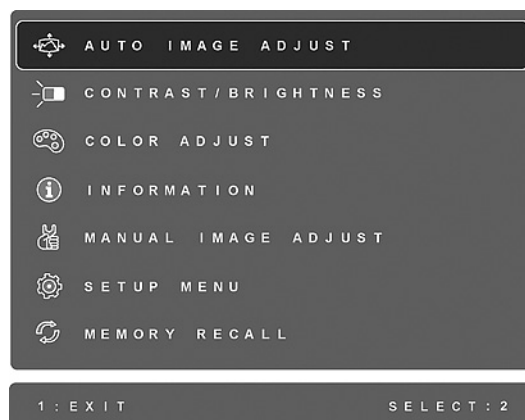 AUTO IMAGE ADJUST
CONTRAST/BRIGHTNESS
COLOR ADJUST
INFORMATION
MANUAL IMAGE ADJUST
SETUP MENU
MEMORY RECALL
1:EXIT SELECT:2